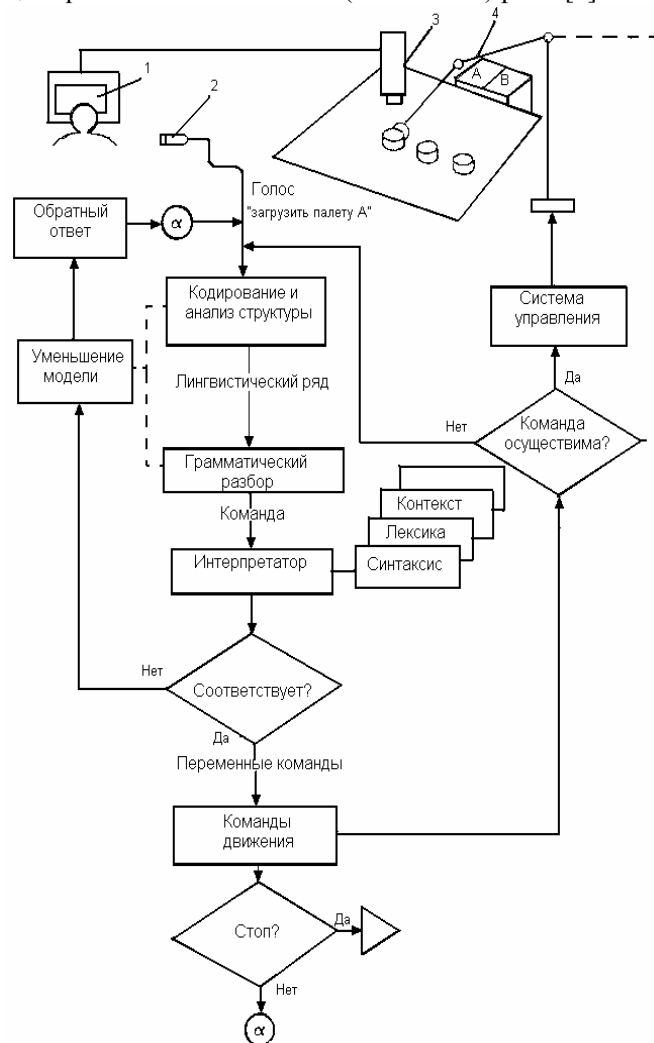 1
2
3
4
A
B
Голос
"загрузить палету А"
Обратный
ответ
α
Кодирование и
анализ структуры
Система
управления
Уменьшение
модели
Да
Лингвистический ряд
Нет
Команда
осуществима?
Грамматический
разбор
Контекст
Команда
Лексика
Интерпретатор
Синтаксис
Нет
Соответствует?
Да
Переменные команды
Команды
движения
Стоп?
Да
Нет
α